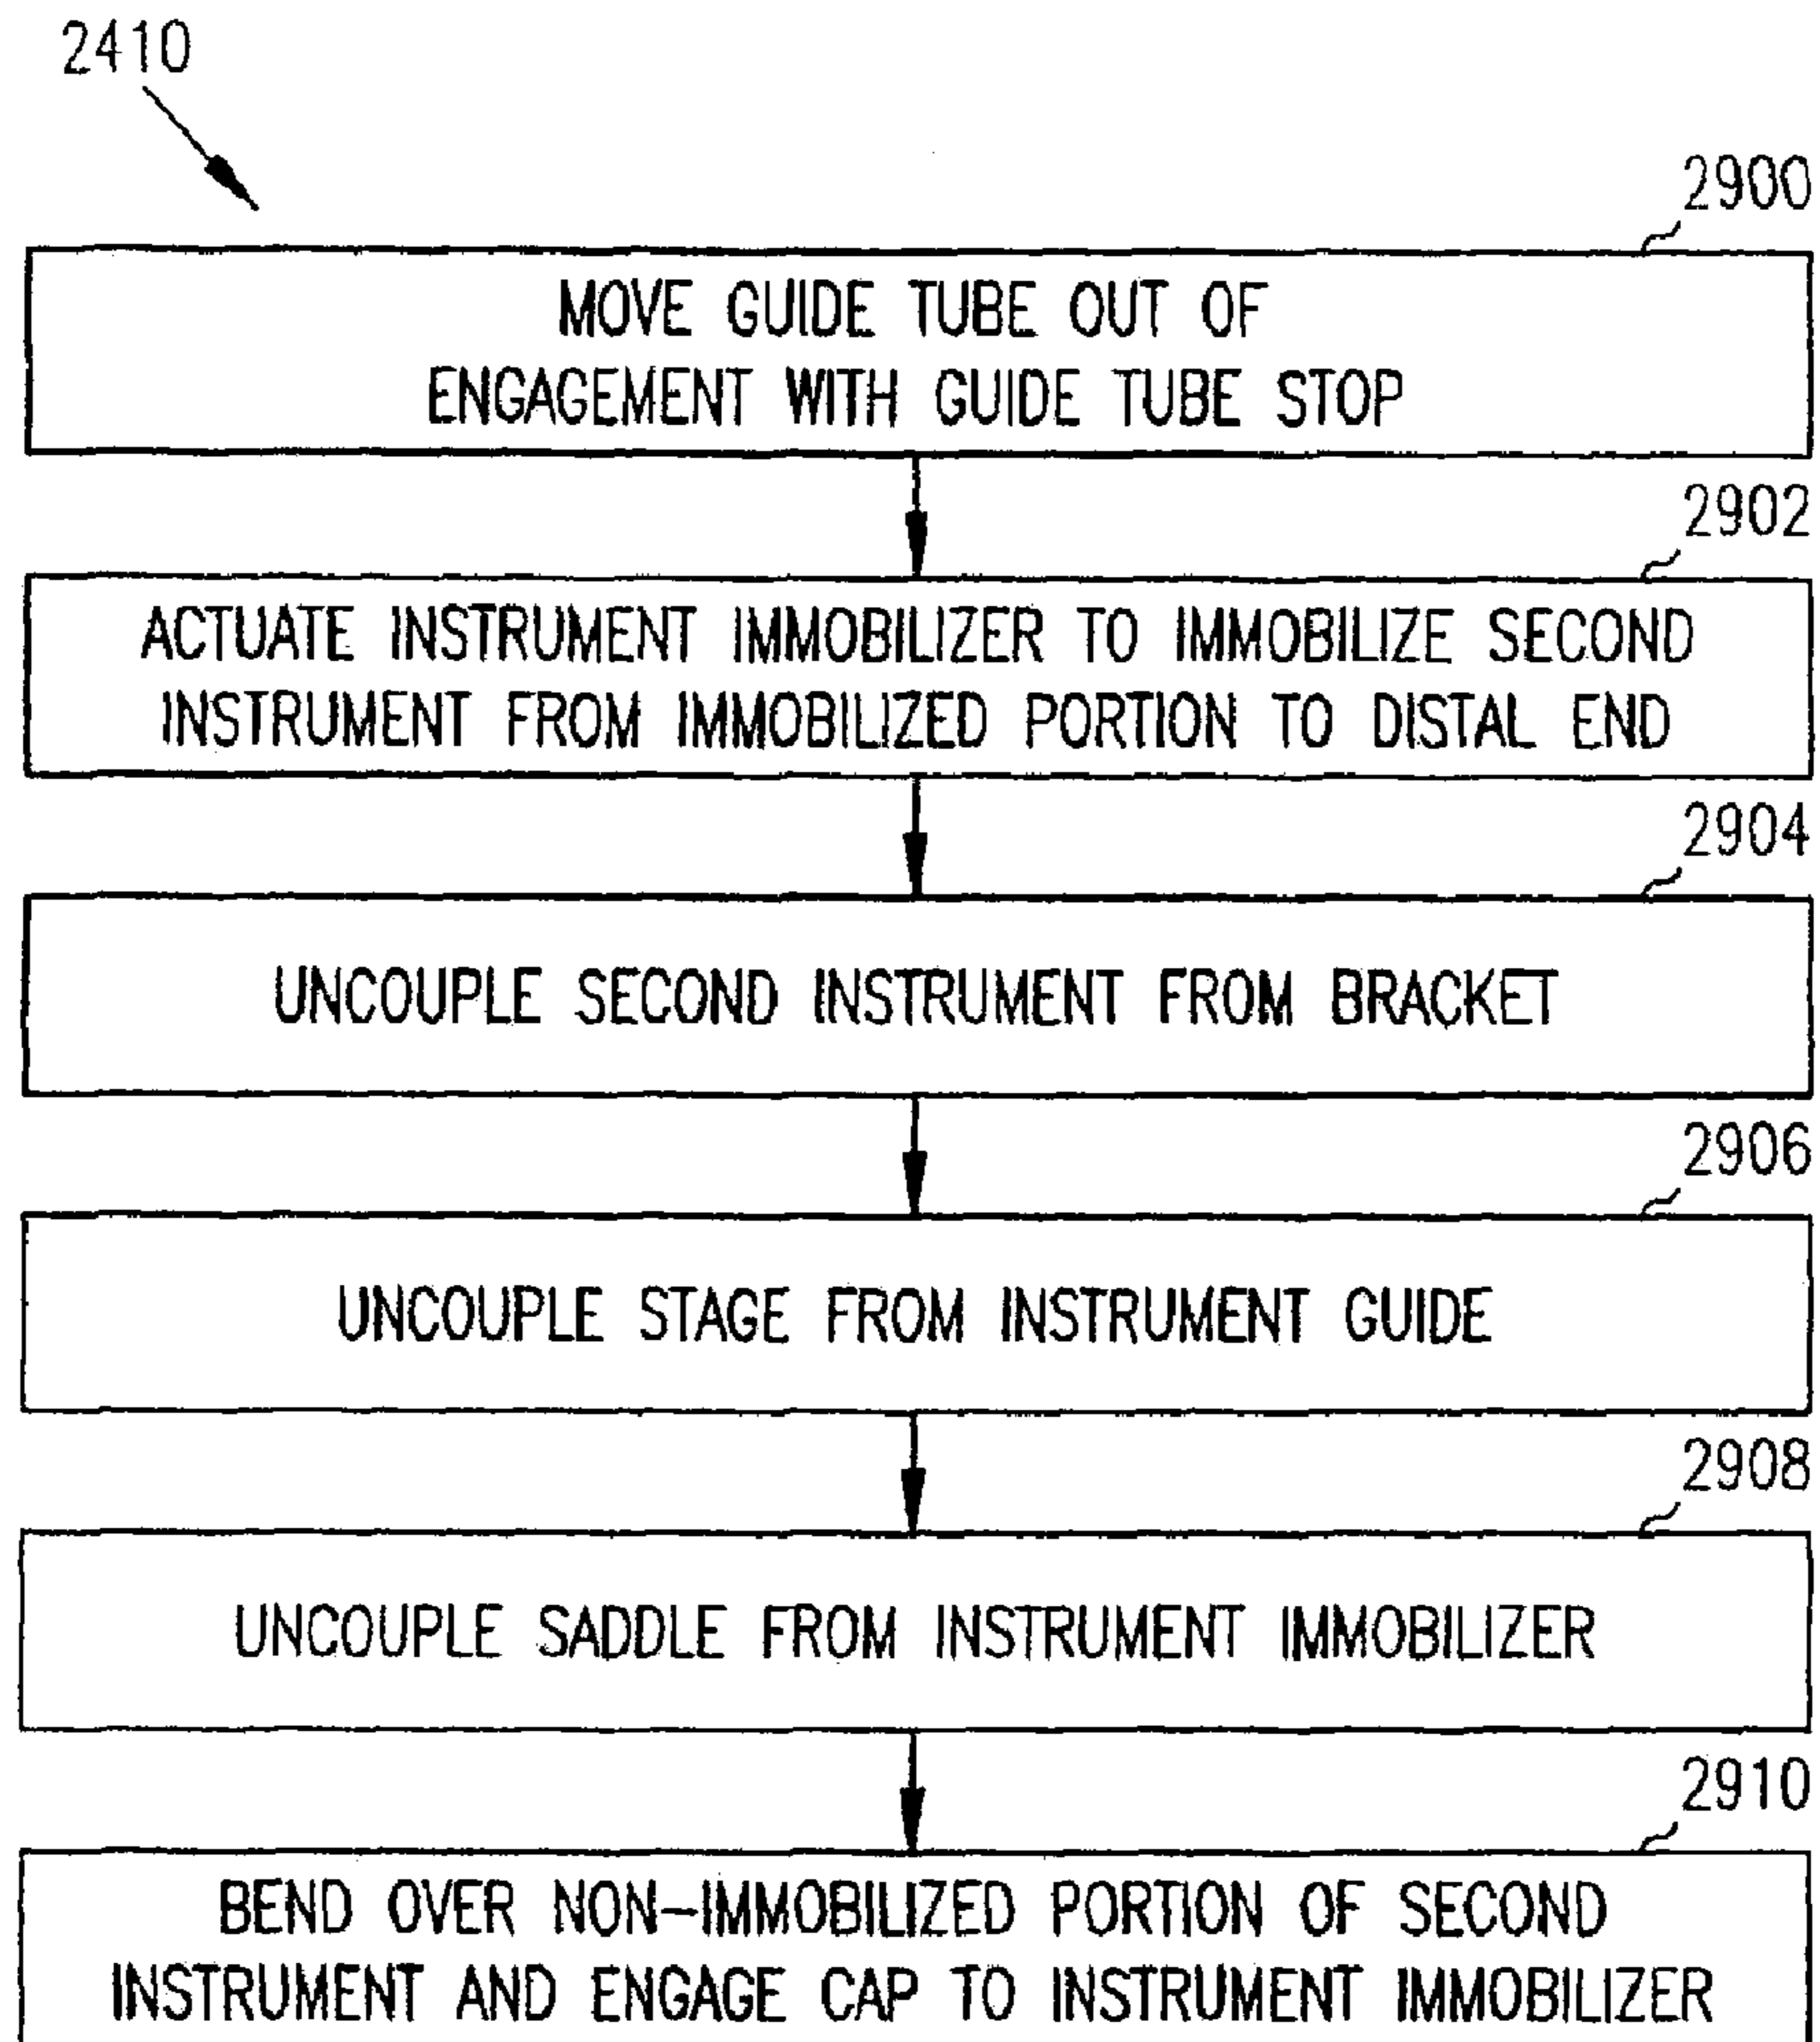 2410
2900
MOVE GUIDE TUBE OUT OF
ENGAGEMENT WITH GUIDE TUBE STOP
2902
ACTUATE INSTRUMENT IMMOBILIZER TO IMMOBILIZE SECOND
INSTRUMENT FROM IMMOBILIZED PORTION TO DISTAL END
2904
UNCOUPLE SECOND INSTRUMENT FROM BRACKET
2906
UNCOUPLE STAGE FROM INSTRUMENT GUIDE
2908
UNCOUPLE SADDLE FROM INSTRUMENT IMMOBILIZER
2910
BEND OVER NON-IMMOBILIZED PORTION OF SECOND
INSTRUMENT AND ENGAGE CAP TO INSTRUMENT IMMOBILIZER